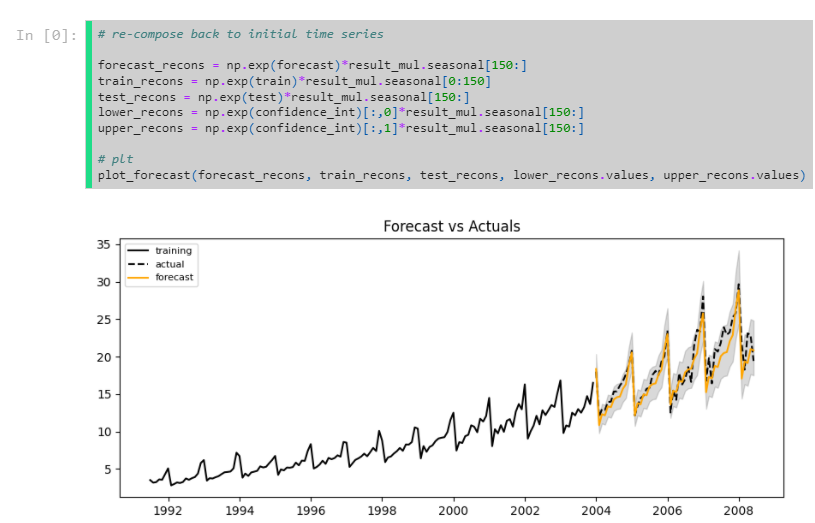 In [0]:
# re-compose back to initial time series
forecast_recons = np.exp(forecast)*result_mul.seasonal[150:]
train_recons = np.exp(train)*result_mul.seasonal[0:150]
test_recons = np.exp(test)*result_mul.seasonal[150:]
lower_recons = np.exp(confidence_int)[:,0]*result_mul.seasonal[150:]
upper_recons = np.exp(confidence_int)[:,1]*result_mul.seasonal[150:]
# plt
plot_forecast(forecast_recons, train_recons, test_recons, lower_recons.values, upper_recons.values)
Forecast vs Actuals
training
actual
forecast
35
30
25
20
15
10
5
1992 1994 1996 1998 2000 2002 2004 2006 2008